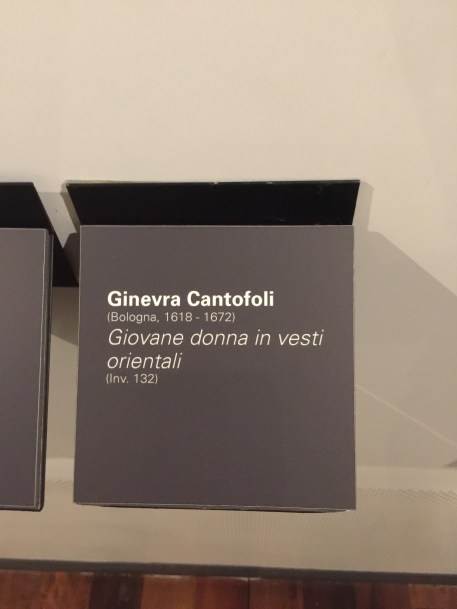 Ginevra Cantofoli
(Bologna, 1618 - 1672)
Giovane donna in vesti
orientali
(Inv. 132)